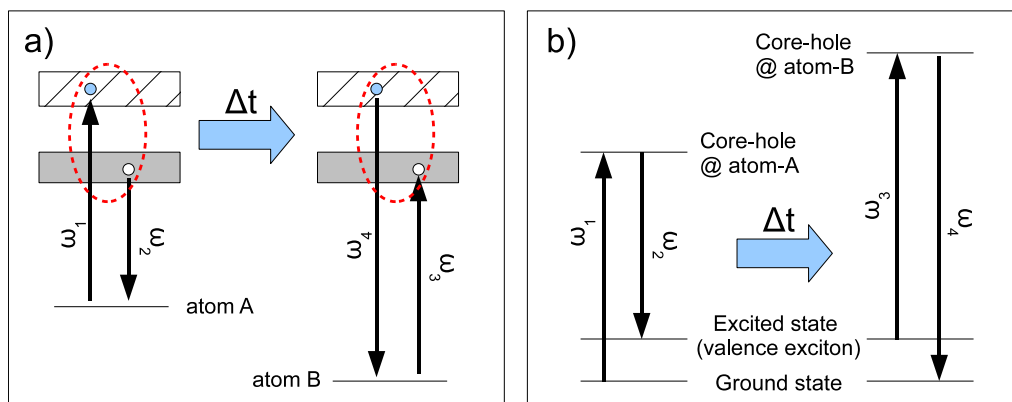 a)
Δt
ω1
ω2
ω4
ω3
atom A
atom B
b)
Core-hole
@ atom-B
Core-hole
@ atom-A
ω1
ω2
Δt
ω3
ω4
Excited state
(valence exciton)
Ground state